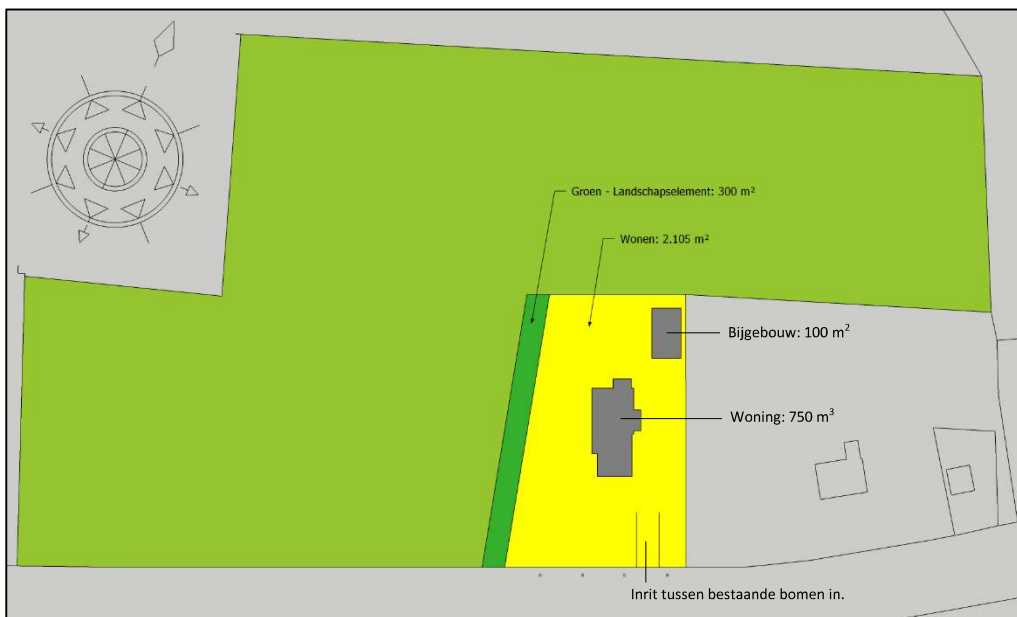 Groen - Landschapselement: 300 m²
Wonen: 2.105 m²
Bijgebouw: 100 m²
Woning: 750 m³
Inrit tussen bestaande bomen in.